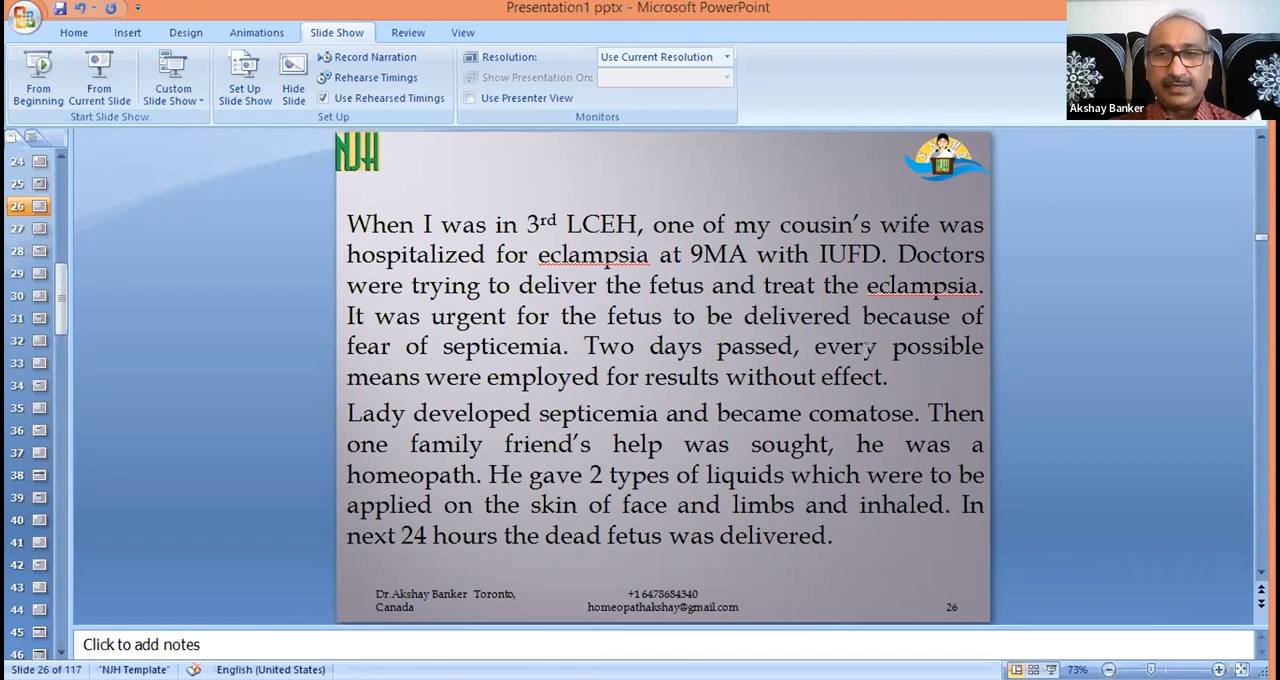 Presentation1 pptx - Microsoft PowerPoint
Home Insert Design Animations Slide Show Review View
From Beginning
From Current Slide
Custom Slide Show
Start Slide Show
Set Up Slide Show
Hide Slide
Record Narration
Rehearse Timings
Use Rehearsed Timings
Set Up
Resolution: Use Current Resolution
Show Presentation On:
Use Presenter View
Monitors
Akshay Banker
24
25
26
27
28
29
30
31
32
33
34
35
36
37
38
39
40
41
42
43
44
45
46
NJH
NJH
When I was in 3rd LCEH, one of my cousin's wife was
hospitalized for eclampsia at 9MA with IUFD. Doctors
were trying to deliver the fetus and treat the eclampsia.
It was urgent for the fetus to be delivered because of
fear of septicemia. Two days passed, every possible
means were employed for results without effect.
Lady developed septicemia and became comatose. Then
one family friend's help was sought, he was a
homeopath. He gave 2 types of liquids which were to be
applied on the skin of face and limbs and inhaled. In
next 24 hours the dead fetus was delivered.
Dr.Akshay Banker Toronto,
Canada
+1 6478684340
homeopathakshay@gmail.com
26
Click to add notes
Slide 26 of 117 "NJH Template" English (United States) 73%